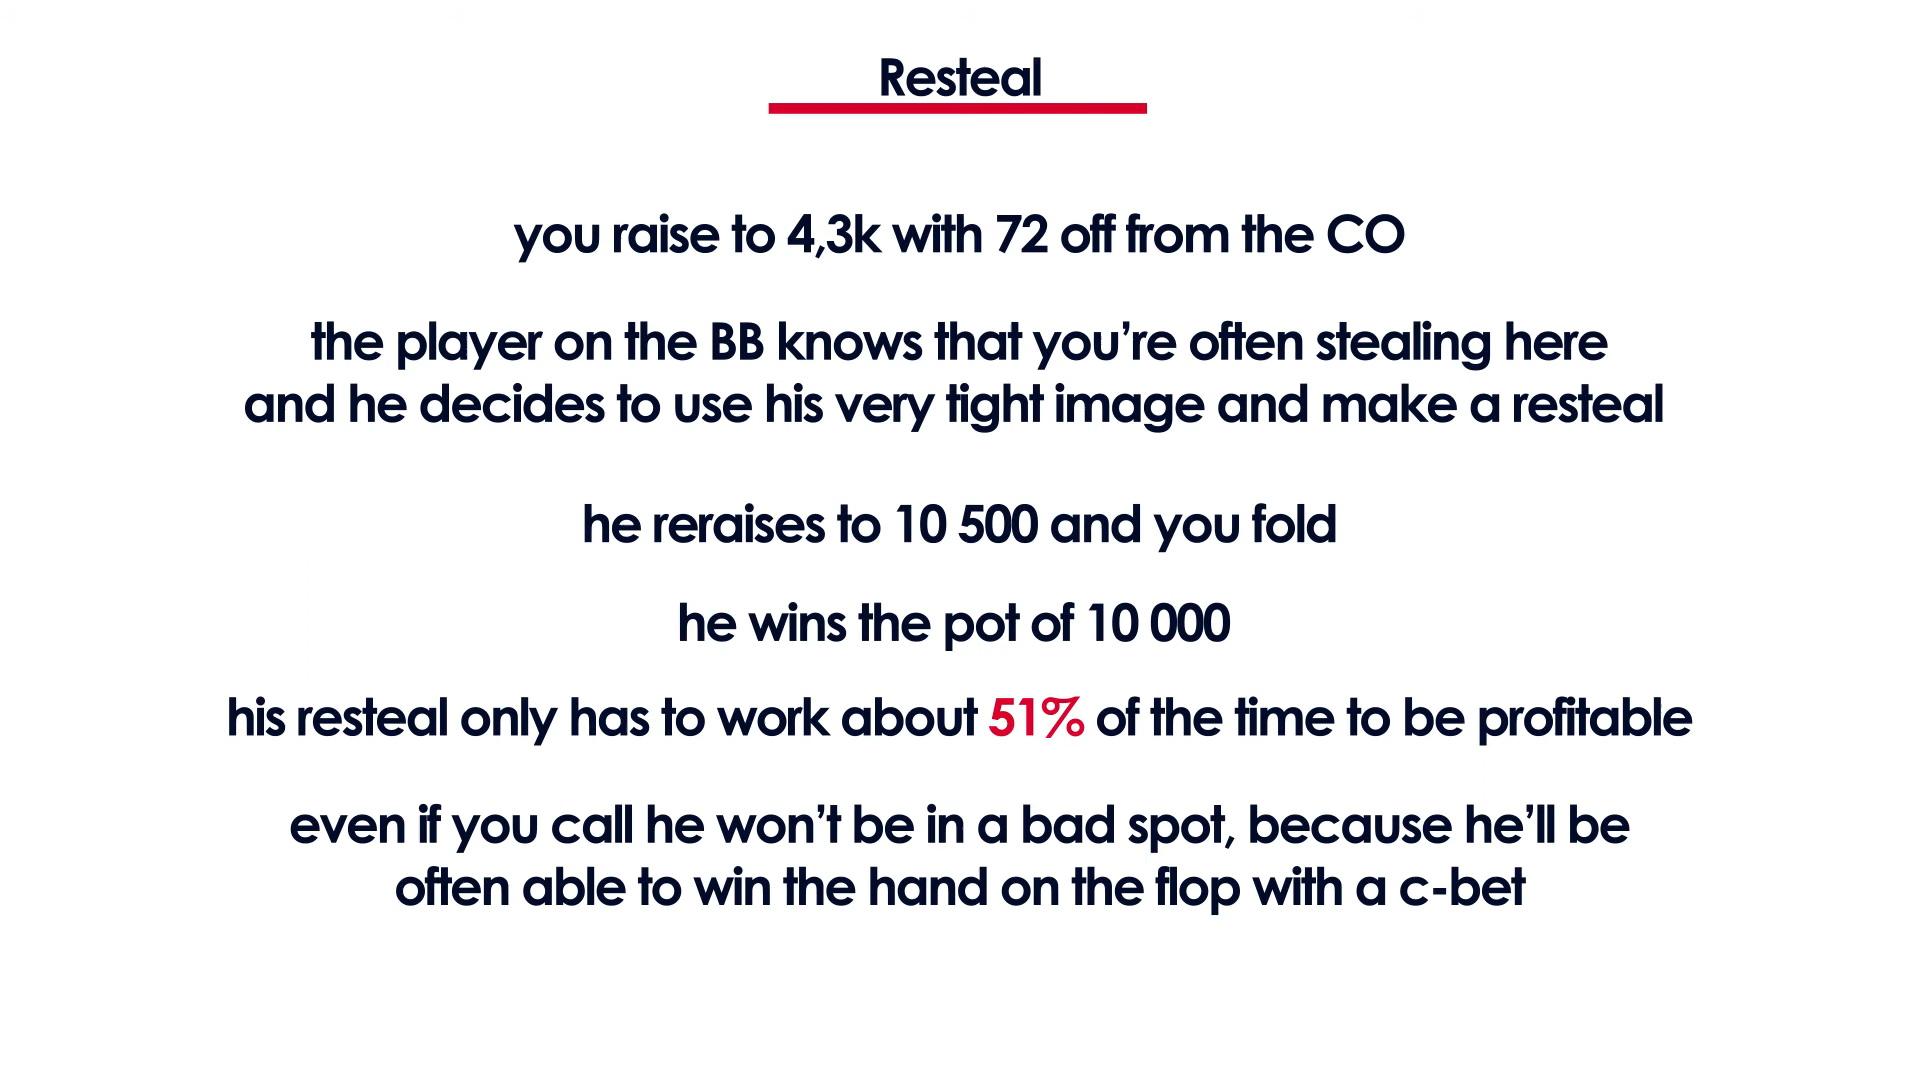 Resteal
you raise to 4,3k with 72 off from the CO
the player on the BB knows that you’re often stealing here
and he decides to use his very tight image and make a resteal
he reraises to 10 500 and you fold
he wins the pot of 10 000
his resteal only has to work about 51% of the time to be profitable
even if you call he won’t be in a bad spot, because he’ll be
often able to win the hand on the flop with a c-bet